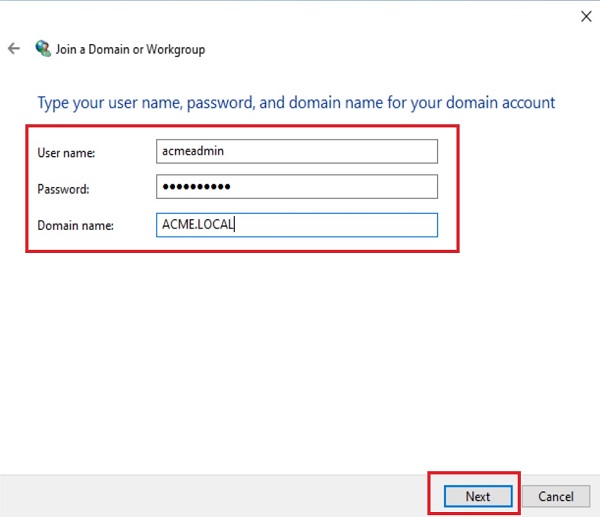 Join a Domain or Workgroup
Type your user name, password, and domain name for your domain account
User name: acmeadmin
Password: ●●●●●●●●●●
Domain name: ACME.LOCAL
Next Cancel